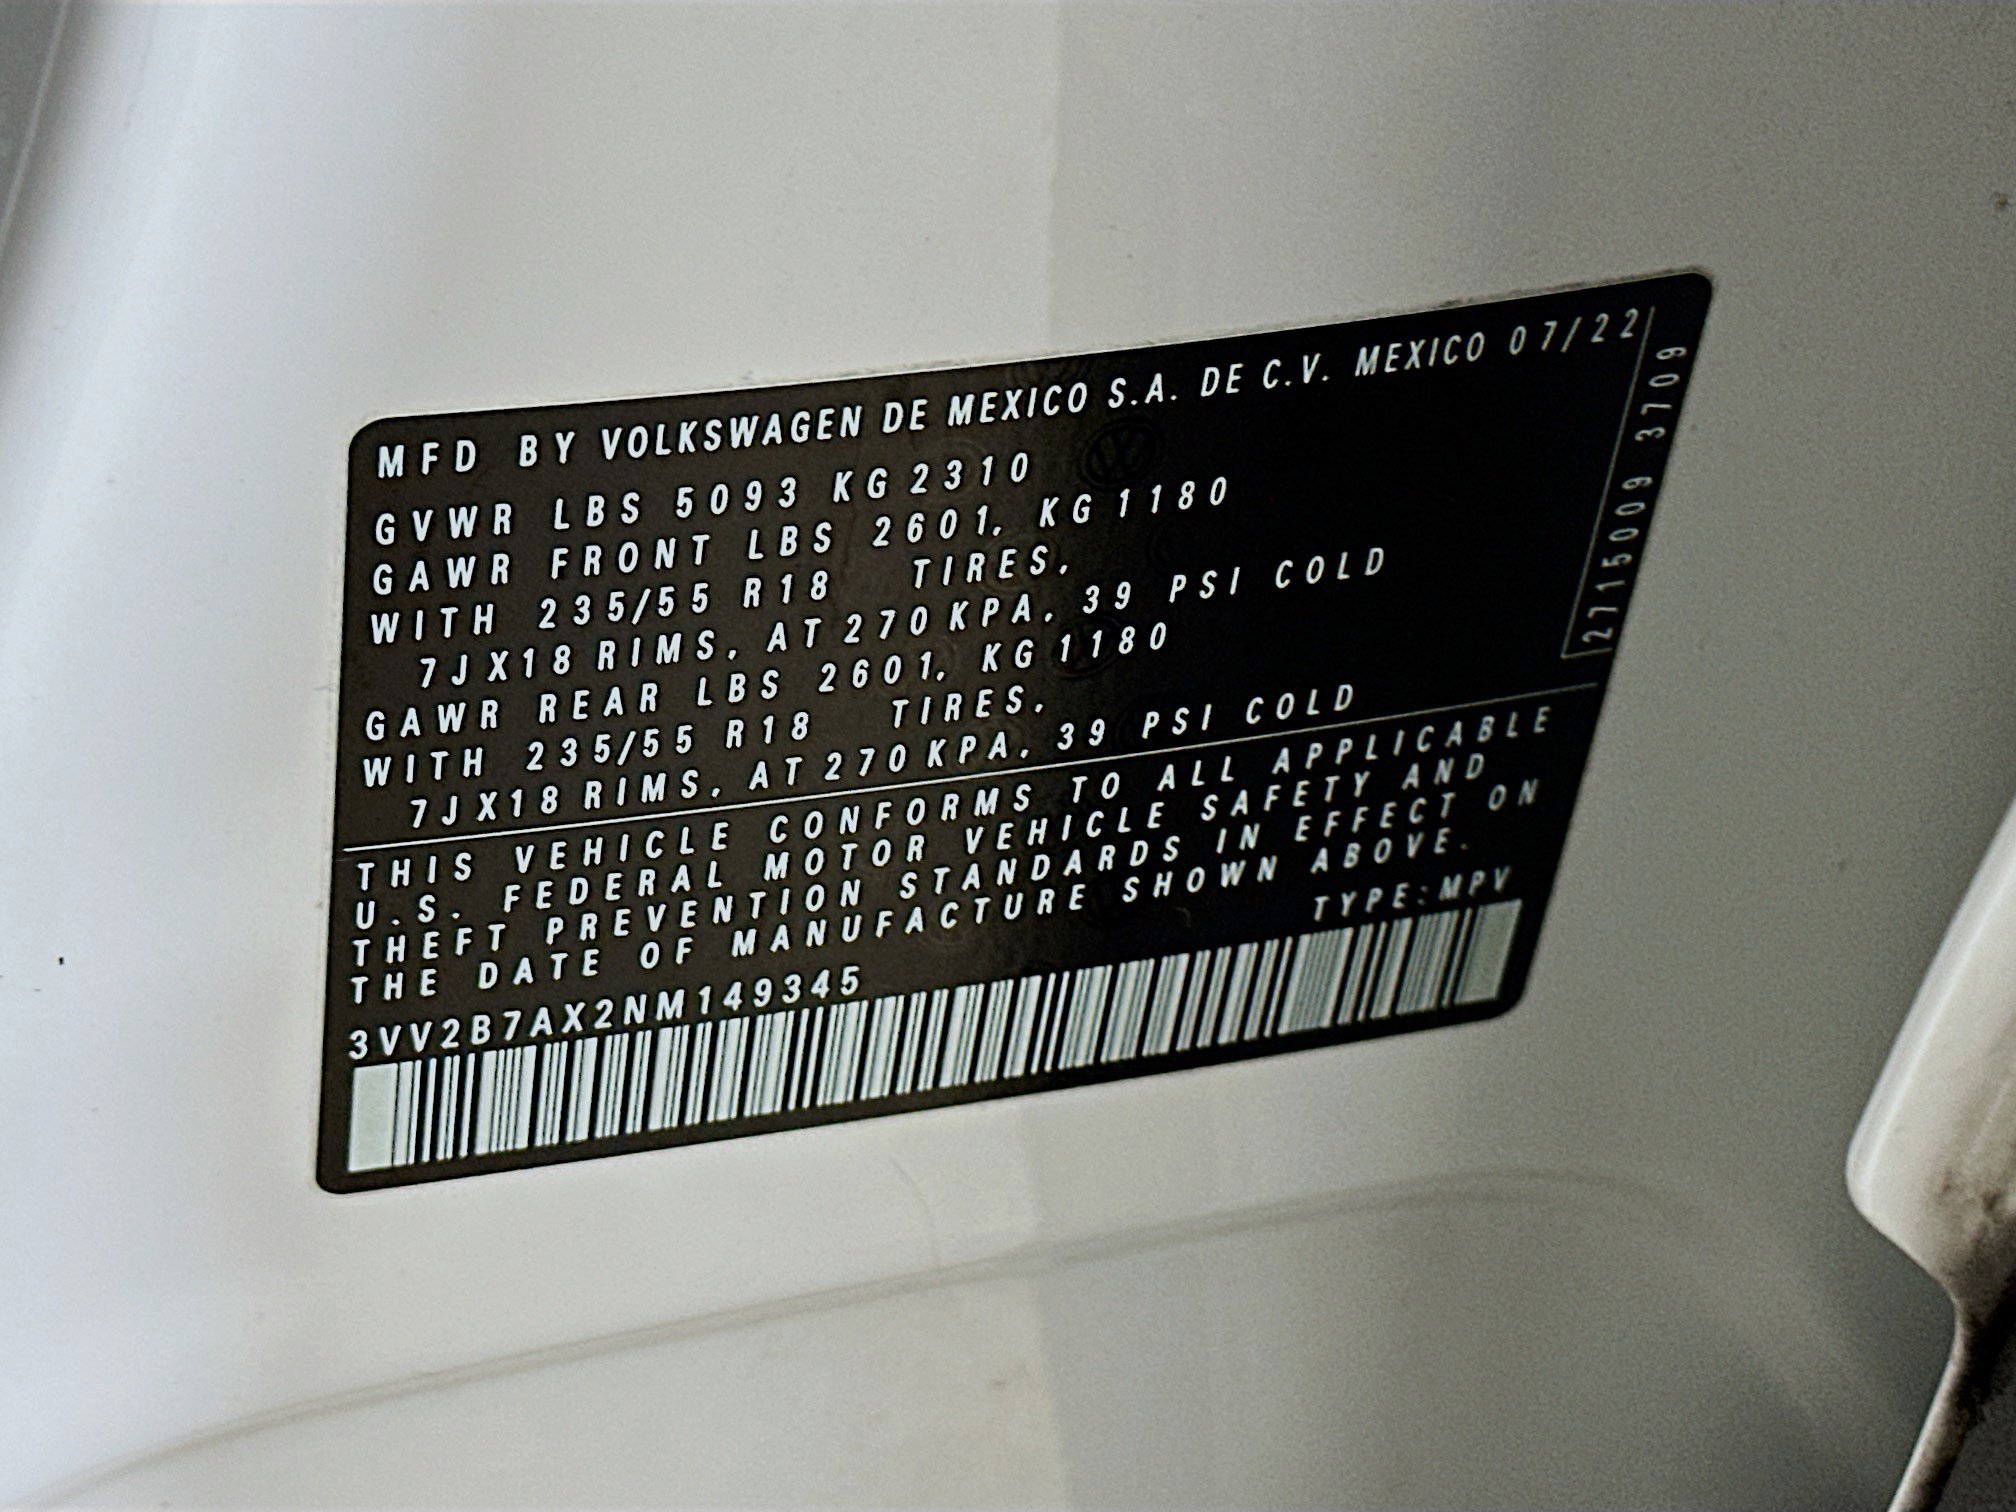 MFD BY VOLKSWAGEN DE MEXICO S.A. DE C.V. MEXICO 07/22
GVWR LBS 5093 KG 2310
GAWR FRONT LBS 2601, KG 1180
WITH 235/55 R18 TIRES,
7JX18 RIMS, AT 270 KPA, 39 PSI COLD
GAWR REAR LBS 2601, KG 1180
WITH 235/55 R18 TIRES,
7JX18 RIMS, AT 270 KPA, 39 PSI COLD
2715009 3709
THIS VEHICLE CONFORMS TO ALL APPLICABLE
U.S. FEDERAL MOTOR VEHICLE SAFETY AND
THEFT PREVENTION STANDARDS IN EFFECT ON
THE DATE OF MANUFACTURE SHOWN ABOVE.
TYPE:MPV
3VV2B7AX2NM149345